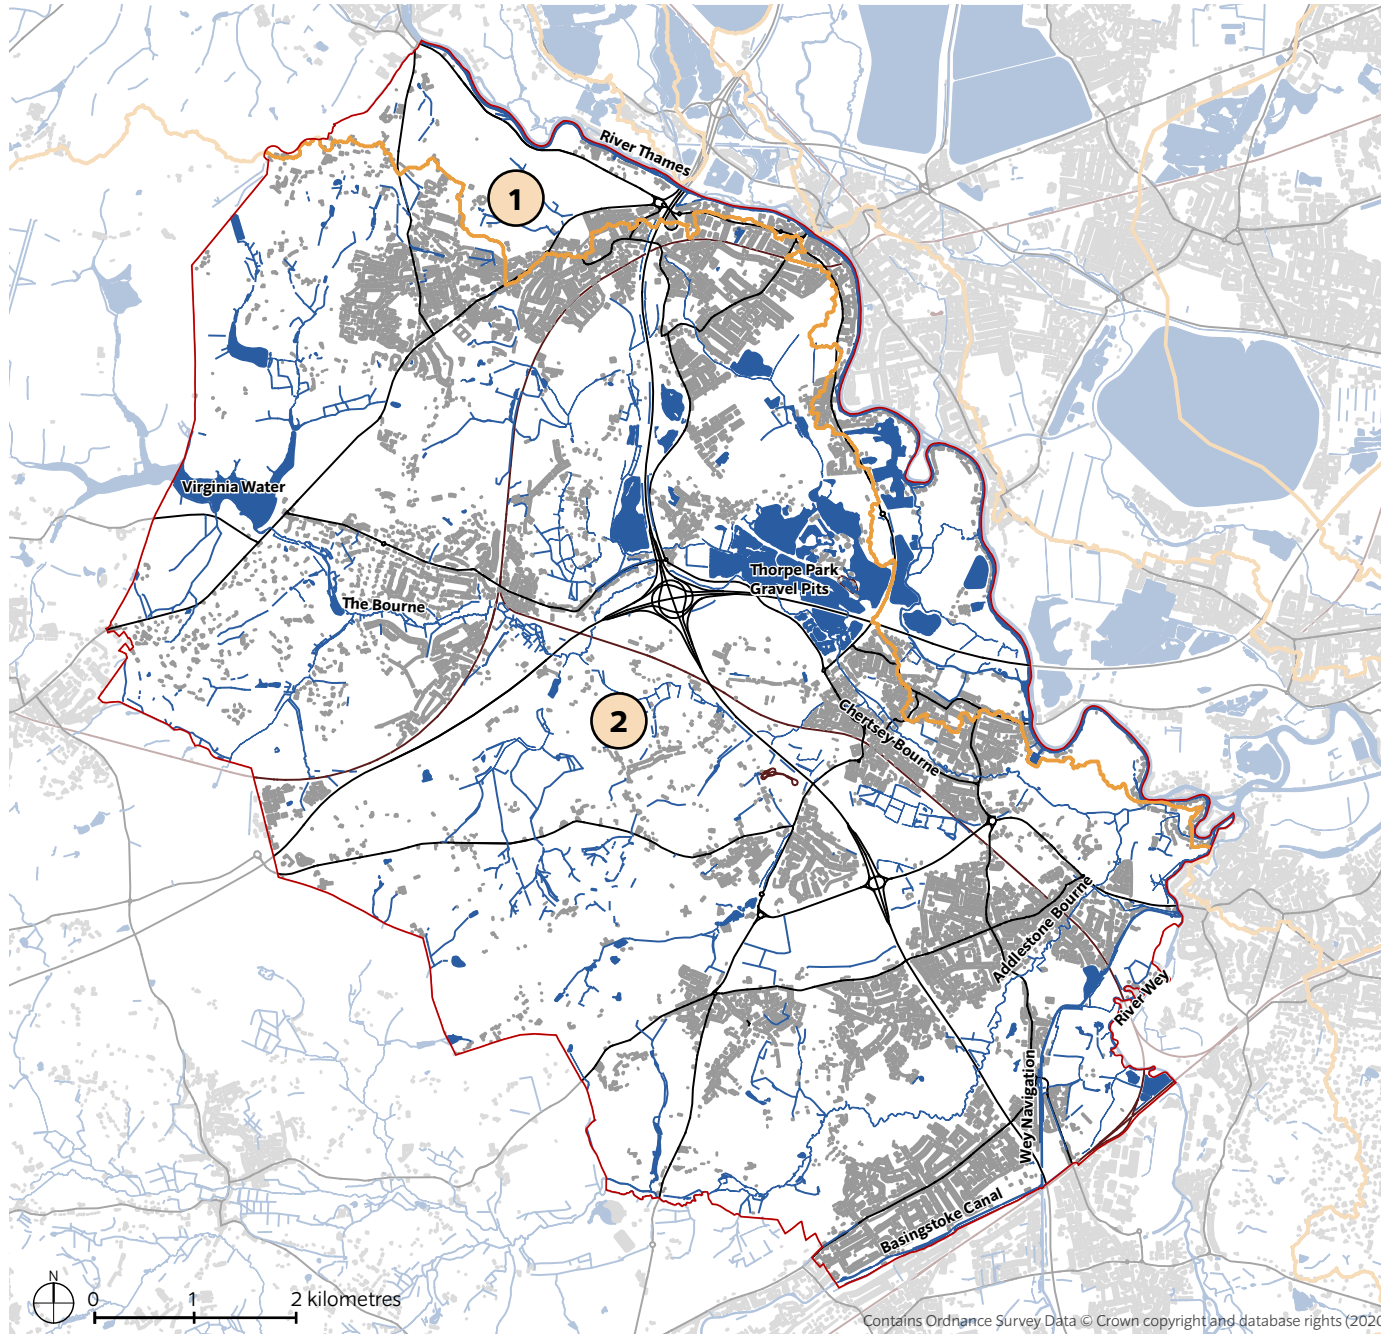 River Thames
1
Virginia Water
The Bourne
Thorpe Park
Gravel Pits
2
Chertsey Bourne
Addlestone Bourne
River Wey
Wey Navigation
Basingstoke Canal
N
0 1 2 kilometres
Contains Ordnance Survey Data © Crown copyright and database rights (2020